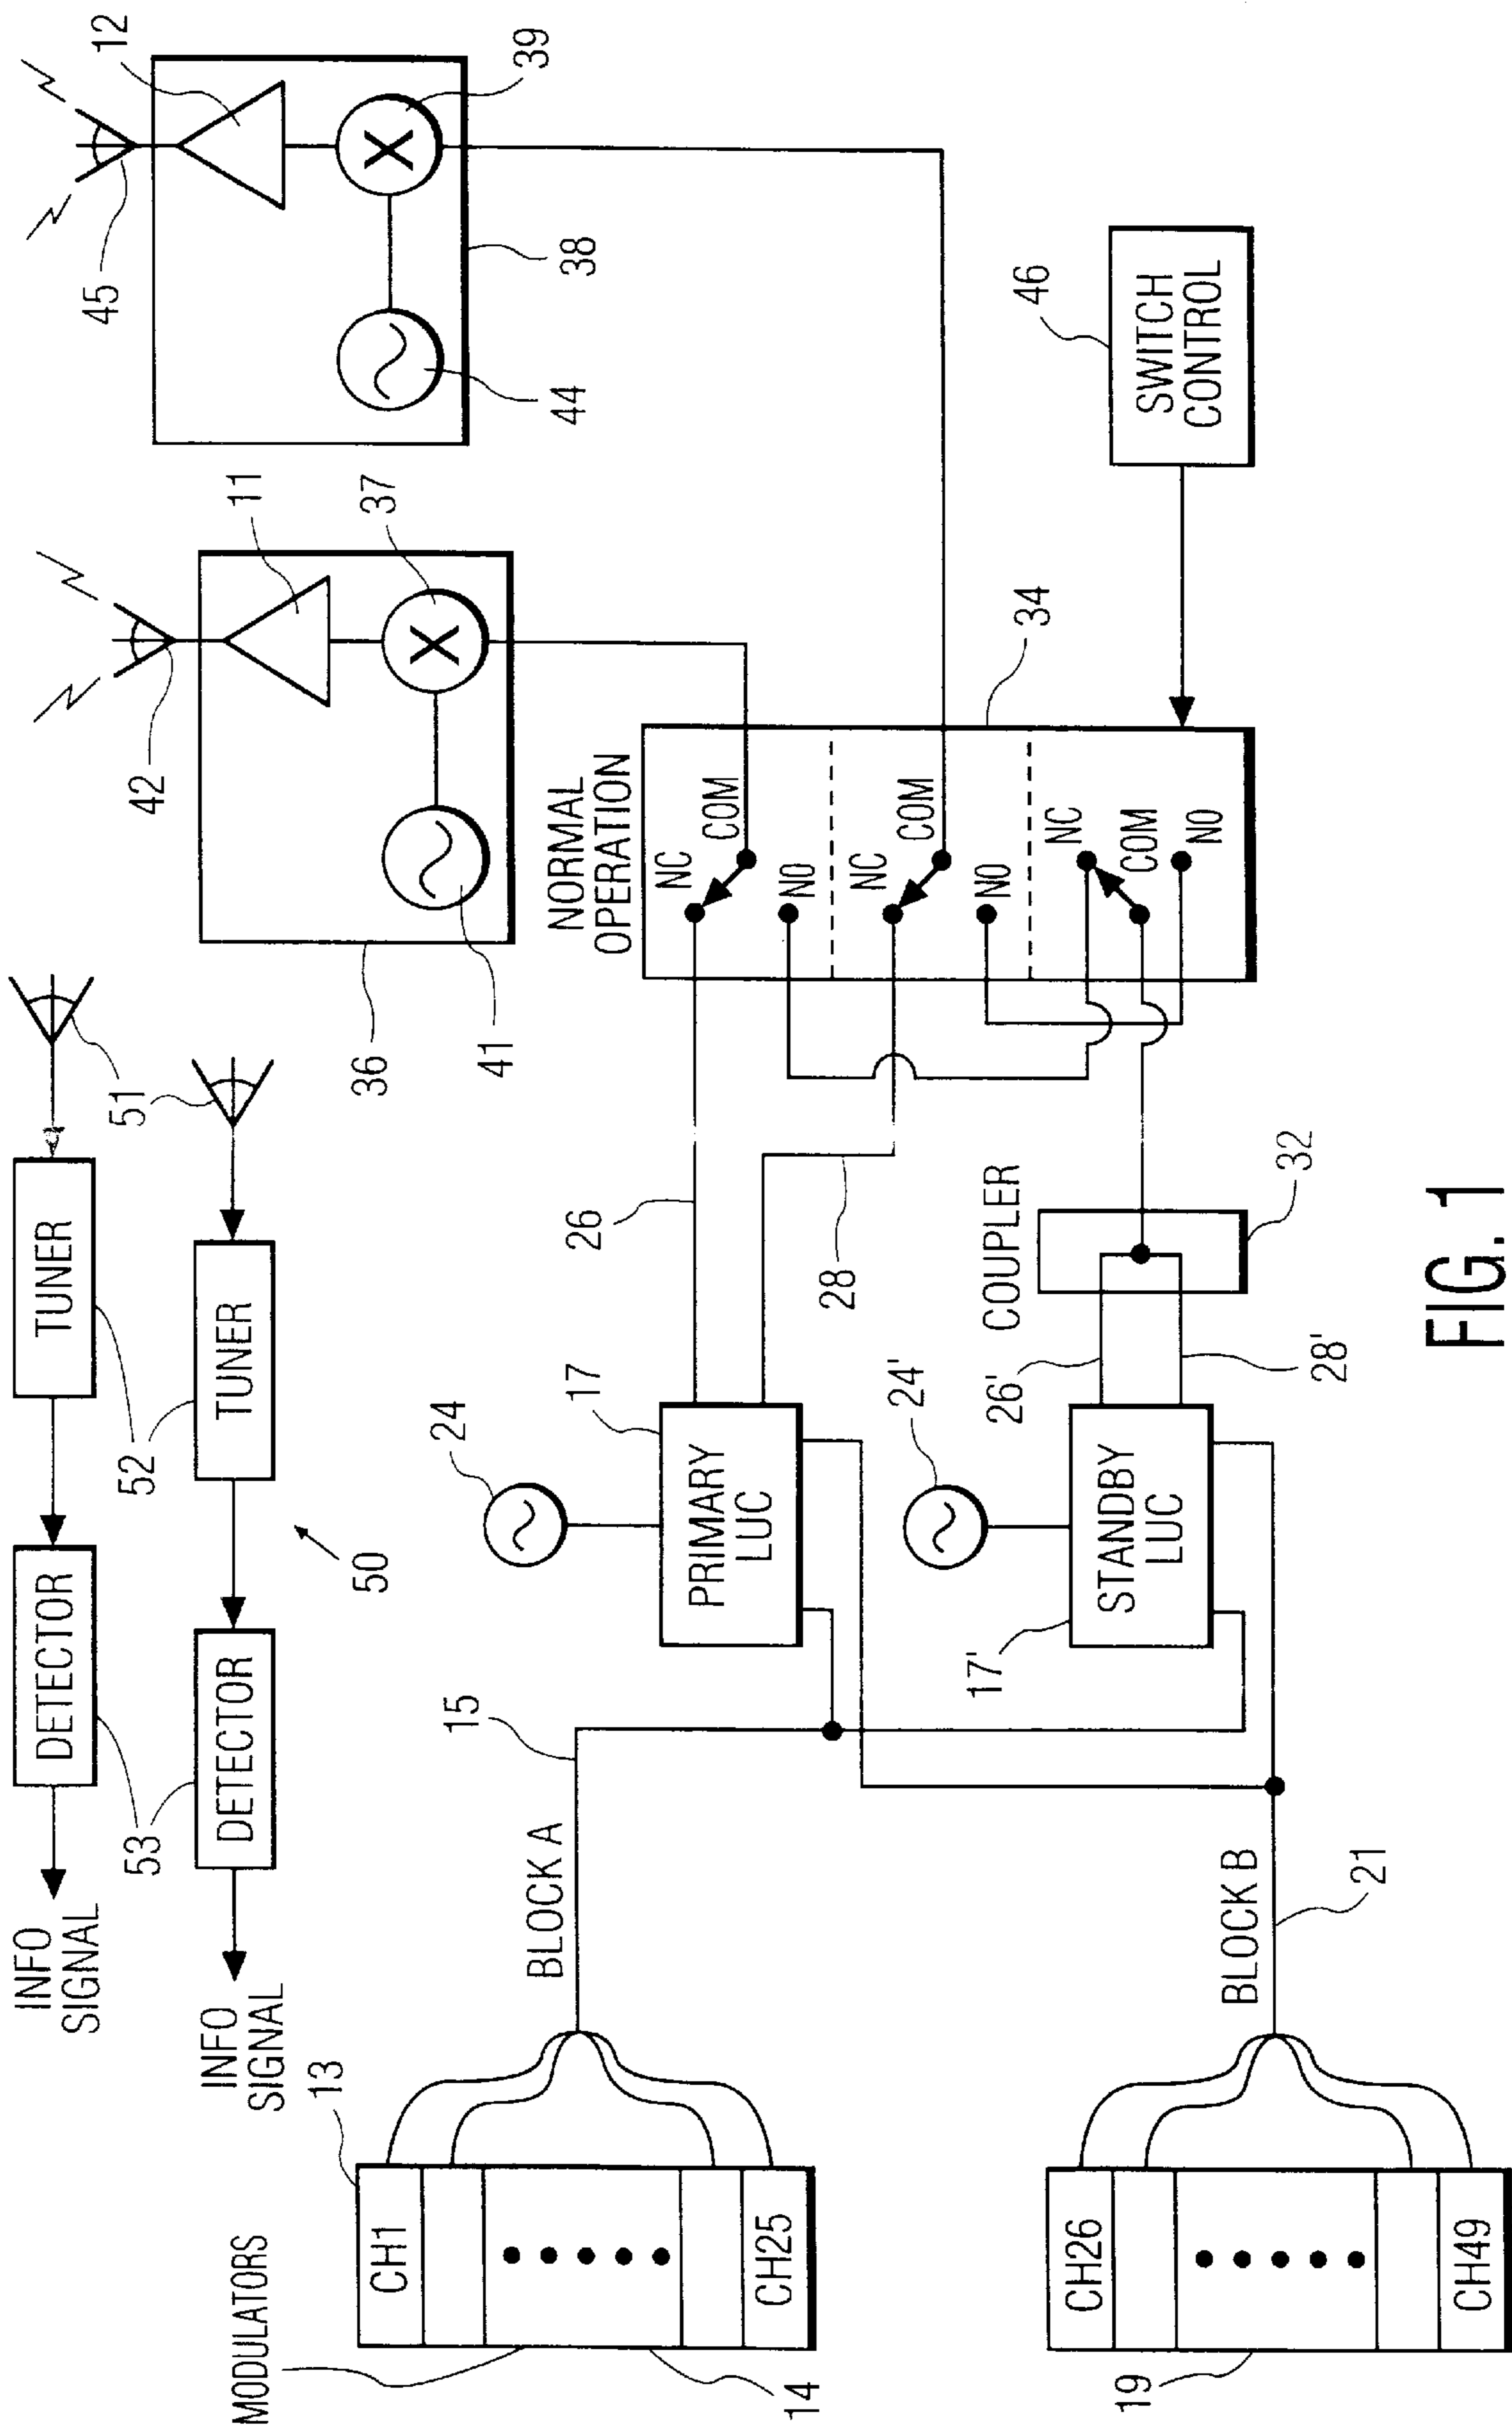 INFO
SIGNAL
DETECTOR
TUNER
51
53
52
INFO
SIGNAL
DETECTOR
TUNER
50
42
45
12
11
37
39
36
41
44
38
MODULATORS
13
CH1
CH25
14
BLOCK A
15
24
17
PRIMARY
LUC
26
28
NORMAL
OPERATION
NC
COM
NO
NC
COM
NO
NC
COM
NO
34
46
SWITCH
CONTROL
CH26
CH49
19
BLOCK B
21
24'
17'
STANDBY
LUC
26'
28'
COUPLER
32
FIG. 1